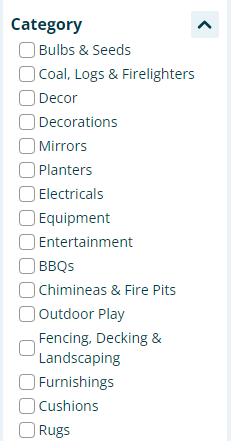 Category
Bulbs & Seeds
Coal, Logs & Firelighters
Decor
Decorations
Mirrors
Planters
Electricals
Equipment
Entertainment
BBQs
Chimineas & Fire Pits
Outdoor Play
Fencing, Decking &
Landscaping
Furnishings
Cushions
Rugs